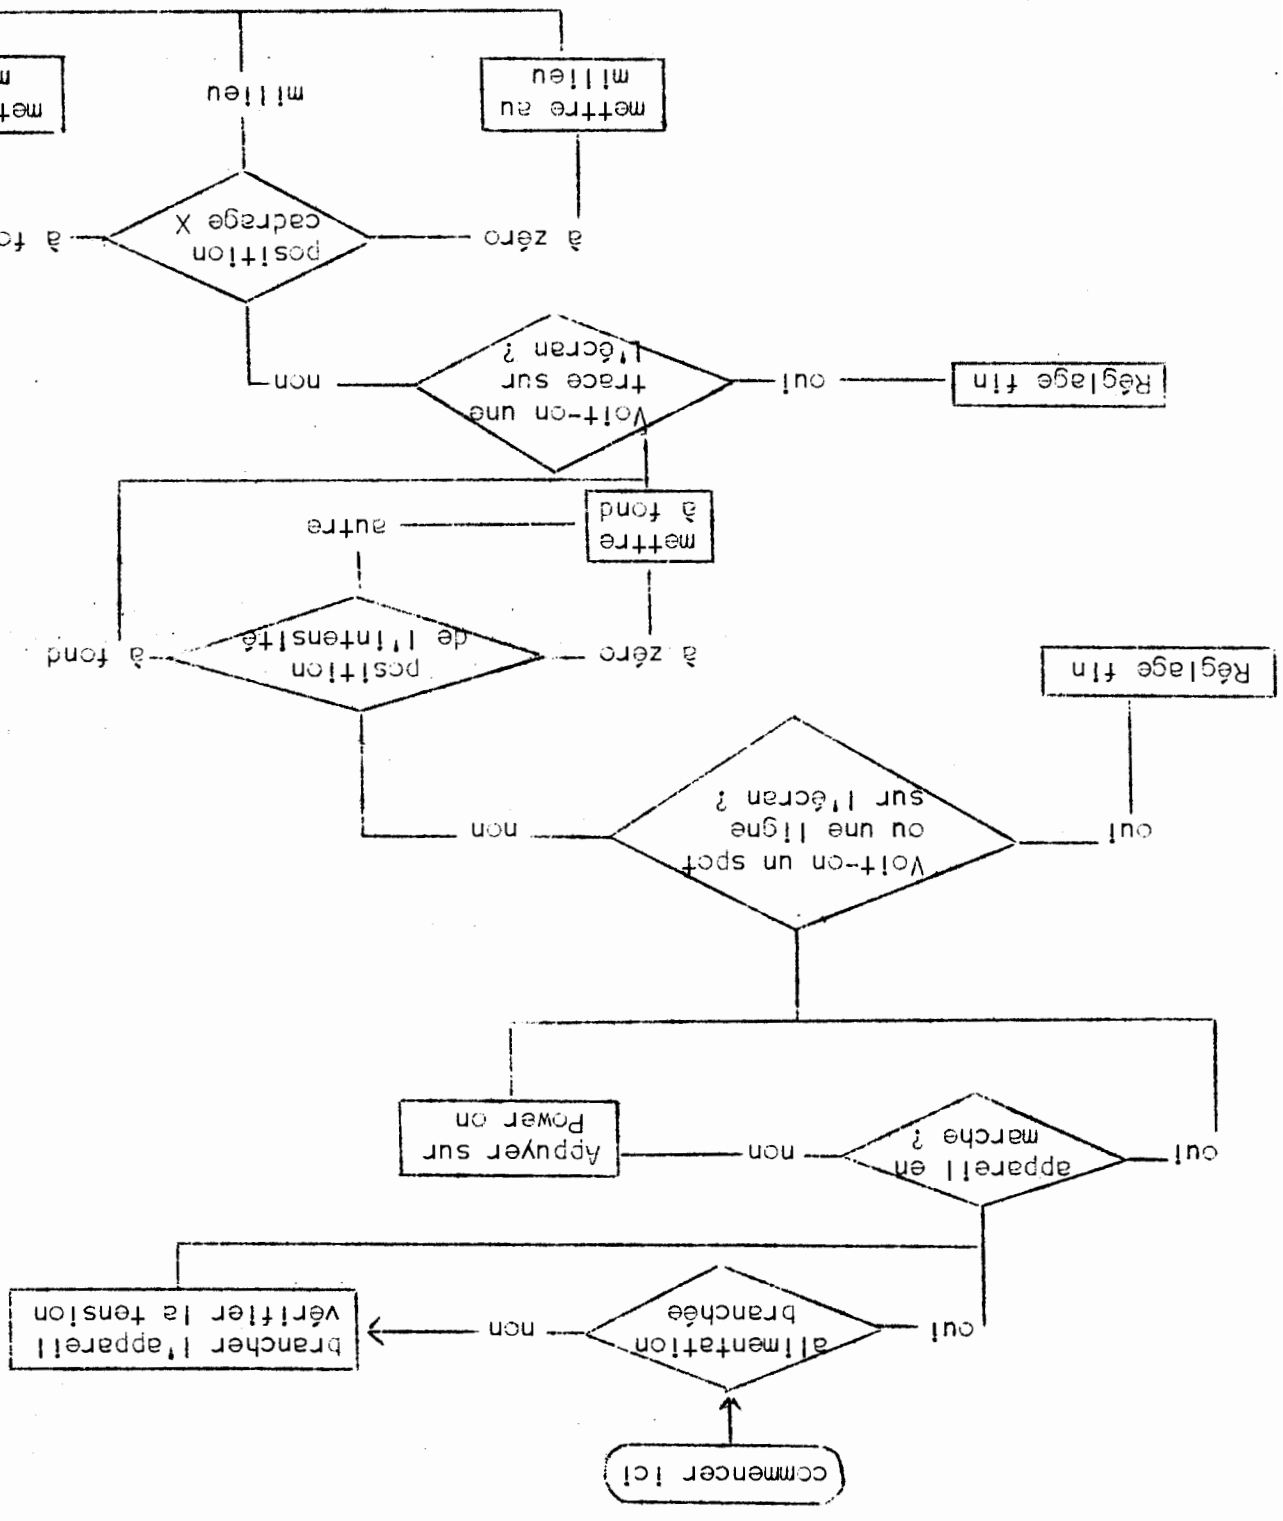 commencer ici
alimentation
branchée
oui
non
brancher l'appareil
vérifier la tension
appareil en
marche ?
oui
non
Appuyer sur
Power on
Voit-on un spot
ou une ligne
sur l'écran ?
oui
non
Réglage fin
position
de l'intensité
à zéro
à fond
autre
mettre
à fond
Voit-on une
trace sur
l'écran ?
oui
non
Réglage fin
position
cadrage X
à zéro
à
milieu
mettre au
milieu